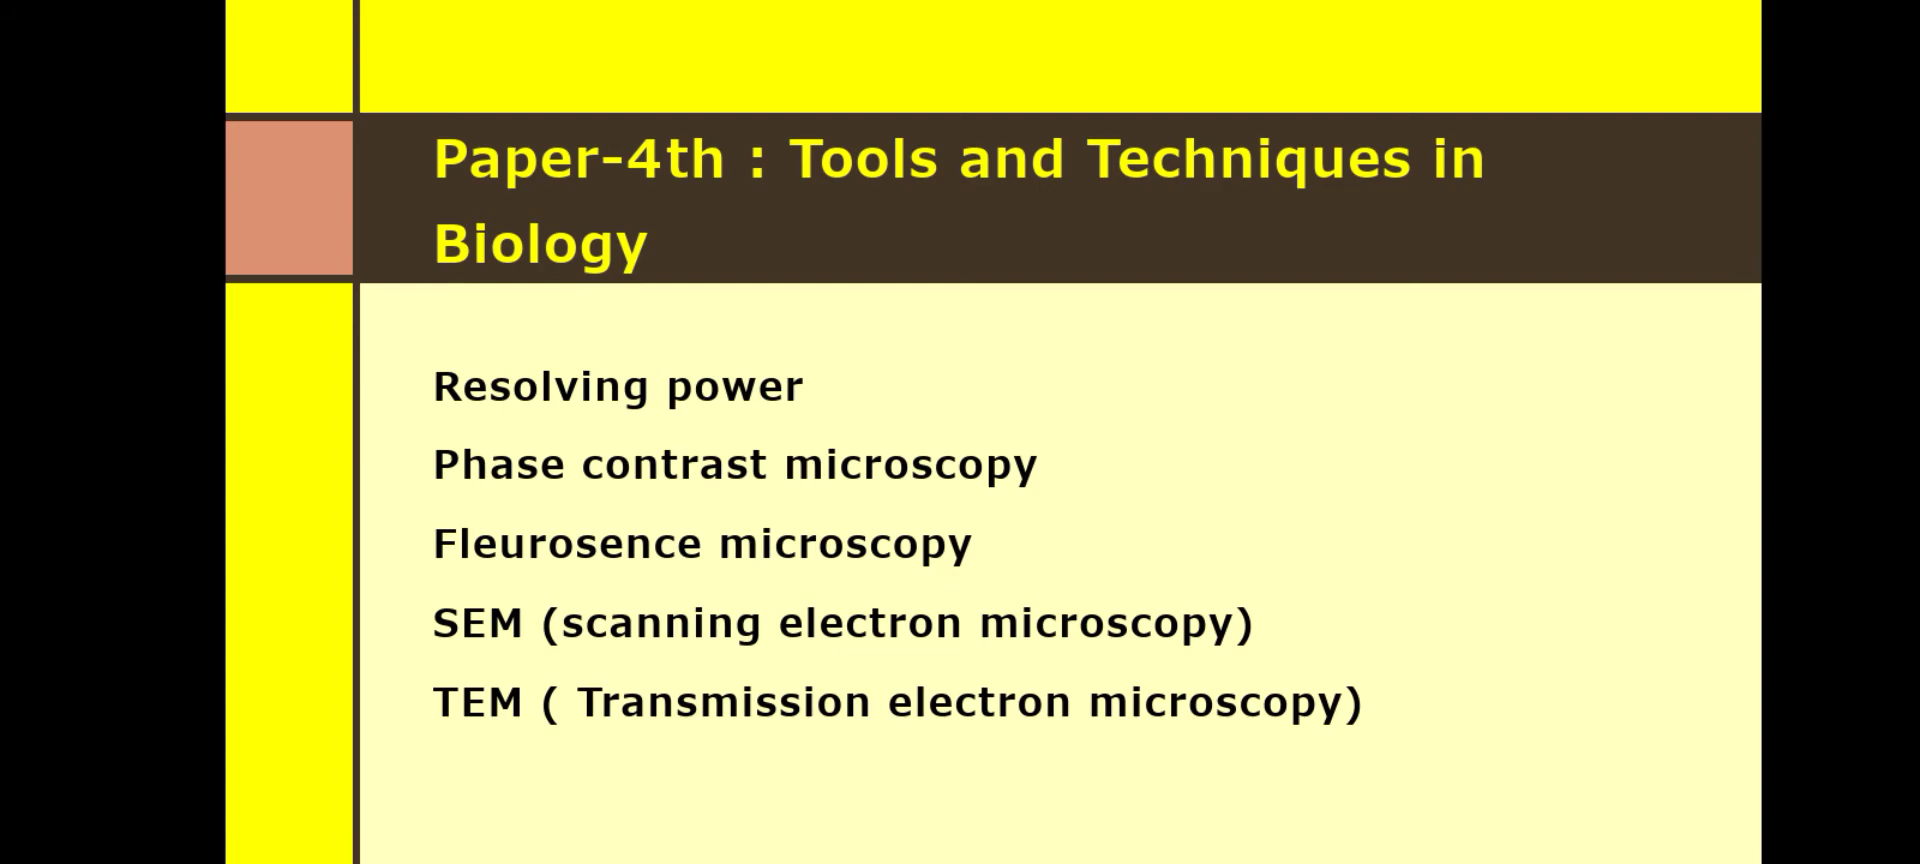 Paper-4th : Tools and Techniques in
Biology
Resolving power
Phase contrast microscopy
Fleurosence microscopy
SEM (scanning electron microscopy)
TEM ( Transmission electron microscopy)